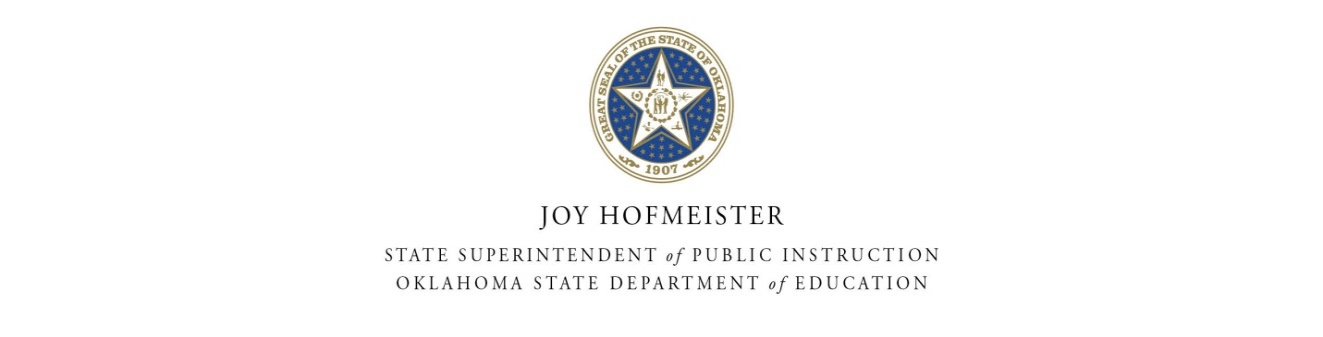 GREAT SEAL OF THE STATE OF OKLAHOMA
1907
JOY HOFMEISTER
STATE SUPERINTENDENT of PUBLIC INSTRUCTION
OKLAHOMA STATE DEPARTMENT of EDUCATION